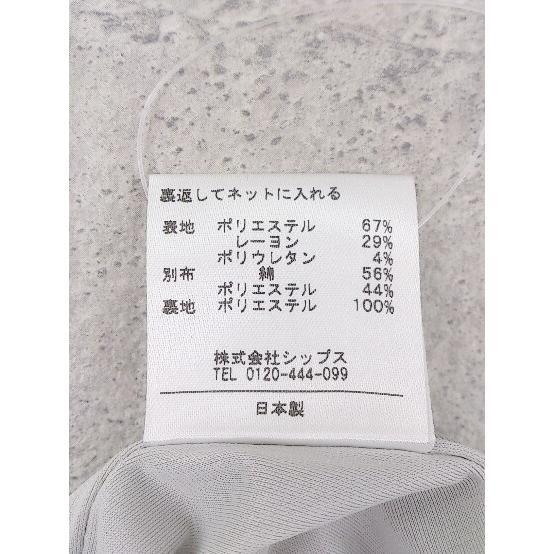 裏返してネットに入れる
表地 ポリエステル 67%
レーヨン 29%
ポリウレタン 4%
別布 綿 56%
ポリエステル 44%
裏地 ポリエステル 100%
株式会社シップス
TEL 0120-444-099
日本製